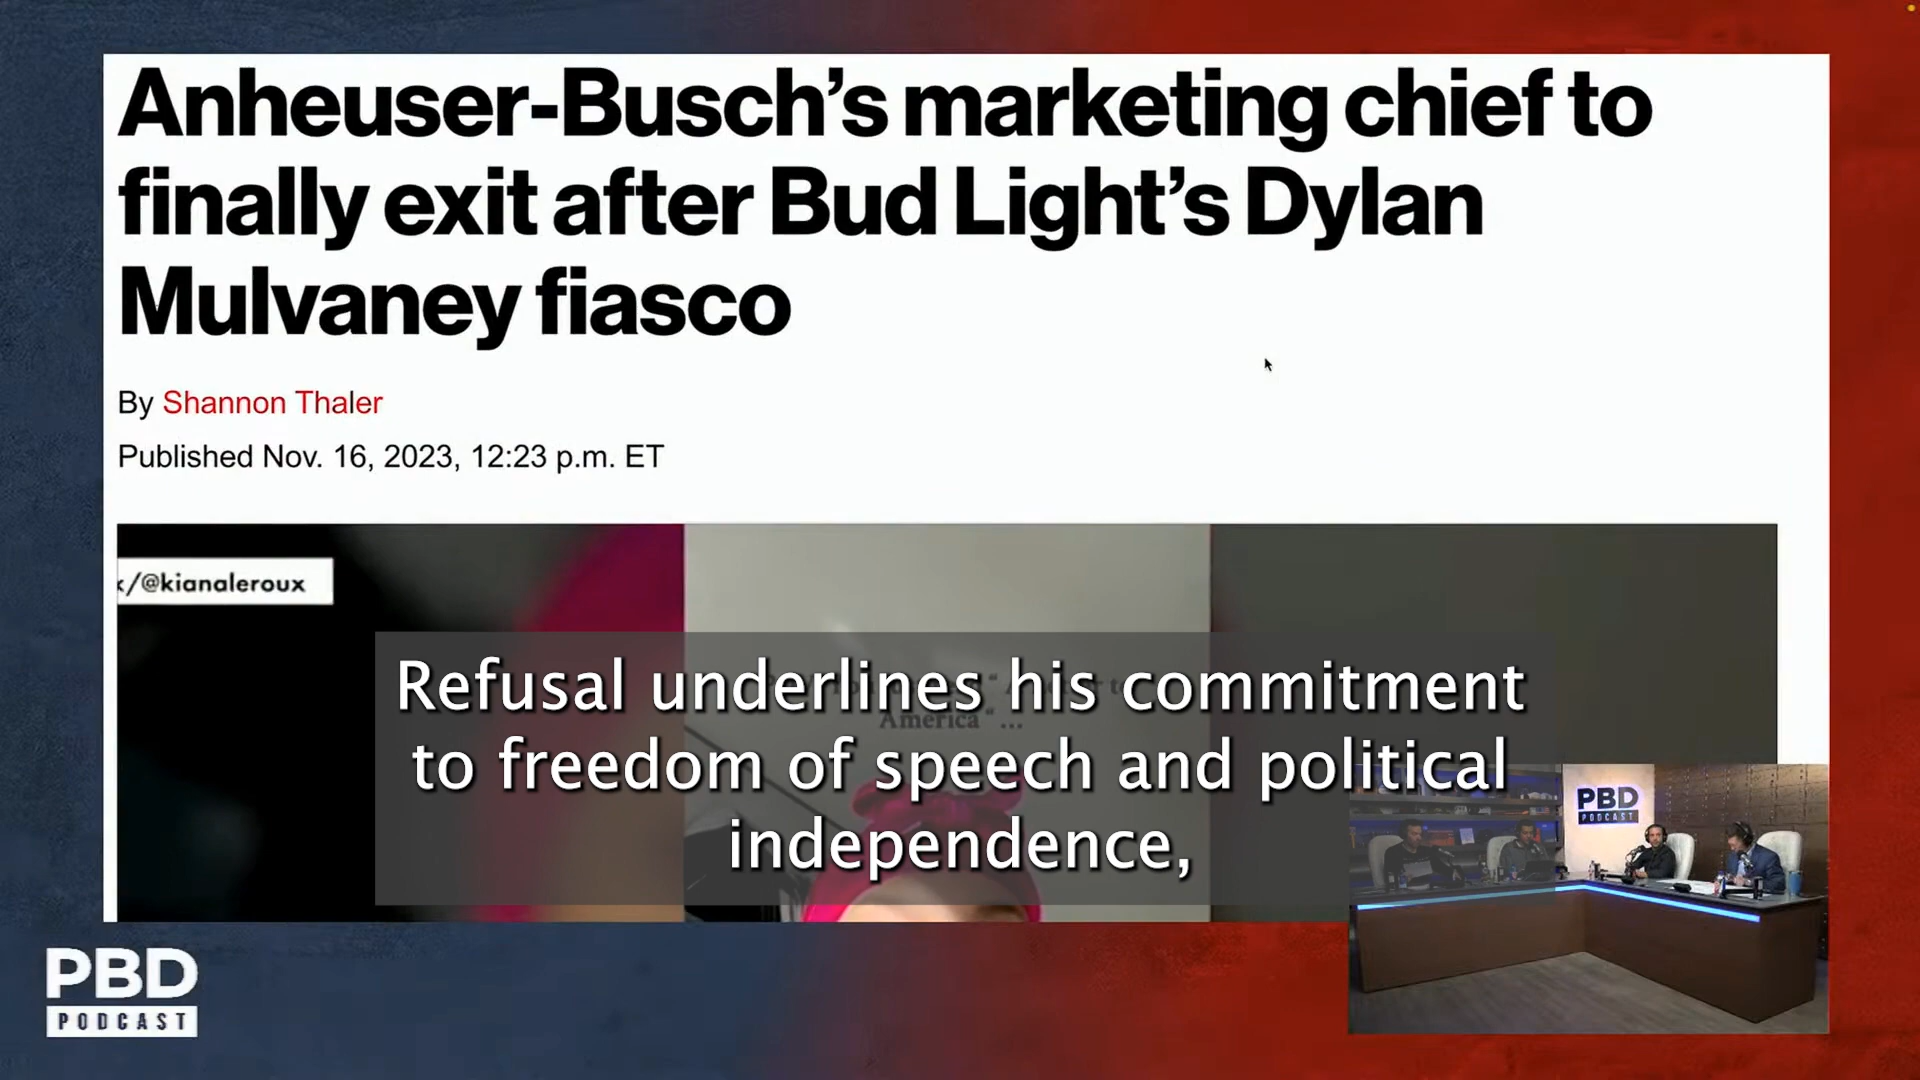 Anheuser-Busch’s marketing chief to
finally exit after Bud Light’s Dylan
Mulvaney fiasco
By Shannon Thaler
Published Nov. 16, 2023, 12:23 p.m. ET
/@kianaleroux
America“ ...
Refusal underlines his commitment
to freedom of speech and political
independence,
PBD
PODCAST
PBD
PODCAST